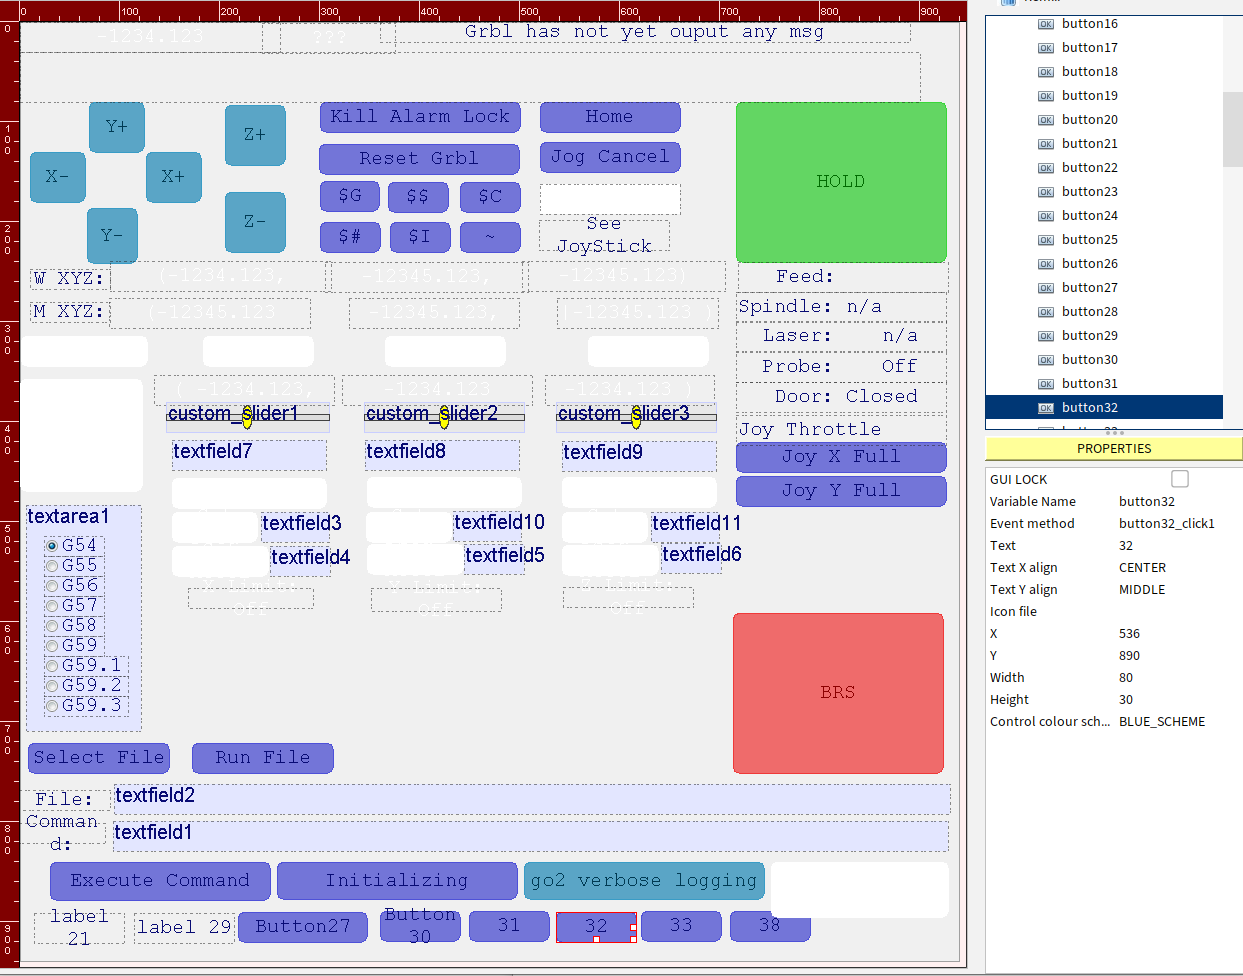 0 100 200 300 400 500 600 700 800 900
-1234.123 ??? Grbl has not yet ouput any msg
Y+ Z+ Kill Alarm Lock Home
X- X+ Reset Grbl Jog Cancel HOLD
$G $$ $C
Y- Z- $# $I ~ See
JoyStick
W XYZ: (-1234.123, -12345.123, -12345.123) Feed:
M XYZ: (-12345.123 -12345.123, (-12345.123 ) Spindle: n/a
Laser: n/a
Probe: Off
( -1234.123, -1234.123 -1234.123 ) Door: Closed
custom_slider1 custom_slider2 custom_slider3
Joy Throttle
textfield7 textfield8 textfield9 Joy X Full
Joy Y Full
textarea1 textfield3 textfield10 textfield11
G54 textfield4 textfield5 textfield6
G55
G56
G57
G58
G59
G59.1
G59.2
G59.3
BRS
Select File Run File
File: textfield2
Comman
d: textfield1
Execute Command Initializing go2 verbose logging
label
21 label 29 Button27 Button
30 31 32 33 38
button16
button17
button18
button19
button20
button21
button22
button23
button24
button25
button26
button27
button28
button29
button30
button31
button32
PROPERTIES
GUI LOCK
Variable Name button32
Event method button32_click1
Text 32
Text X align CENTER
Text Y align MIDDLE
Icon file
X 536
Y 890
Width 80
Height 30
Control colour sch... BLUE_SCHEME